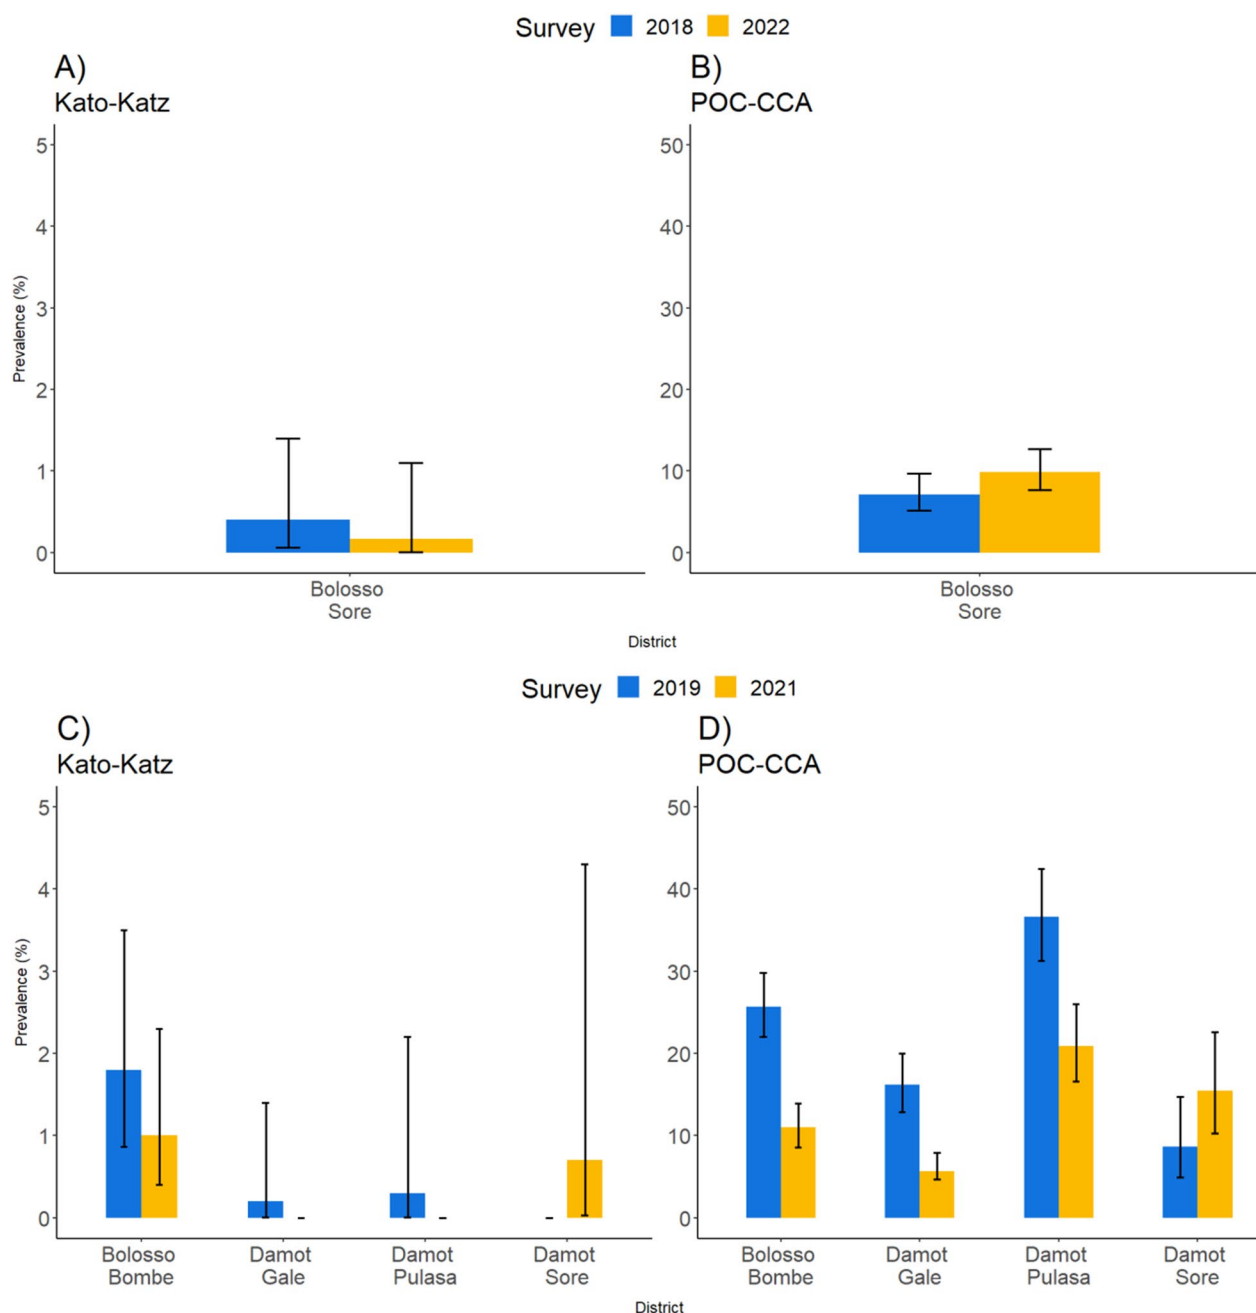 Survey 2018 2022
A)
Kato-Katz
B)
POC-CCA
Prevalence (%)
5
4
3
2
1
0
Bolosso
Sore
50
40
30
20
10
0
Bolosso
Sore
District
Survey 2019 2021
C)
Kato-Katz
D)
POC-CCA
Prevalence (%)
5
4
3
2
1
0
Bolosso Damot Damot Damot
Bombe Gale Pulasa Sore
50
40
30
20
10
0
Bolosso Damot Damot Damot
Bombe Gale Pulasa Sore
District